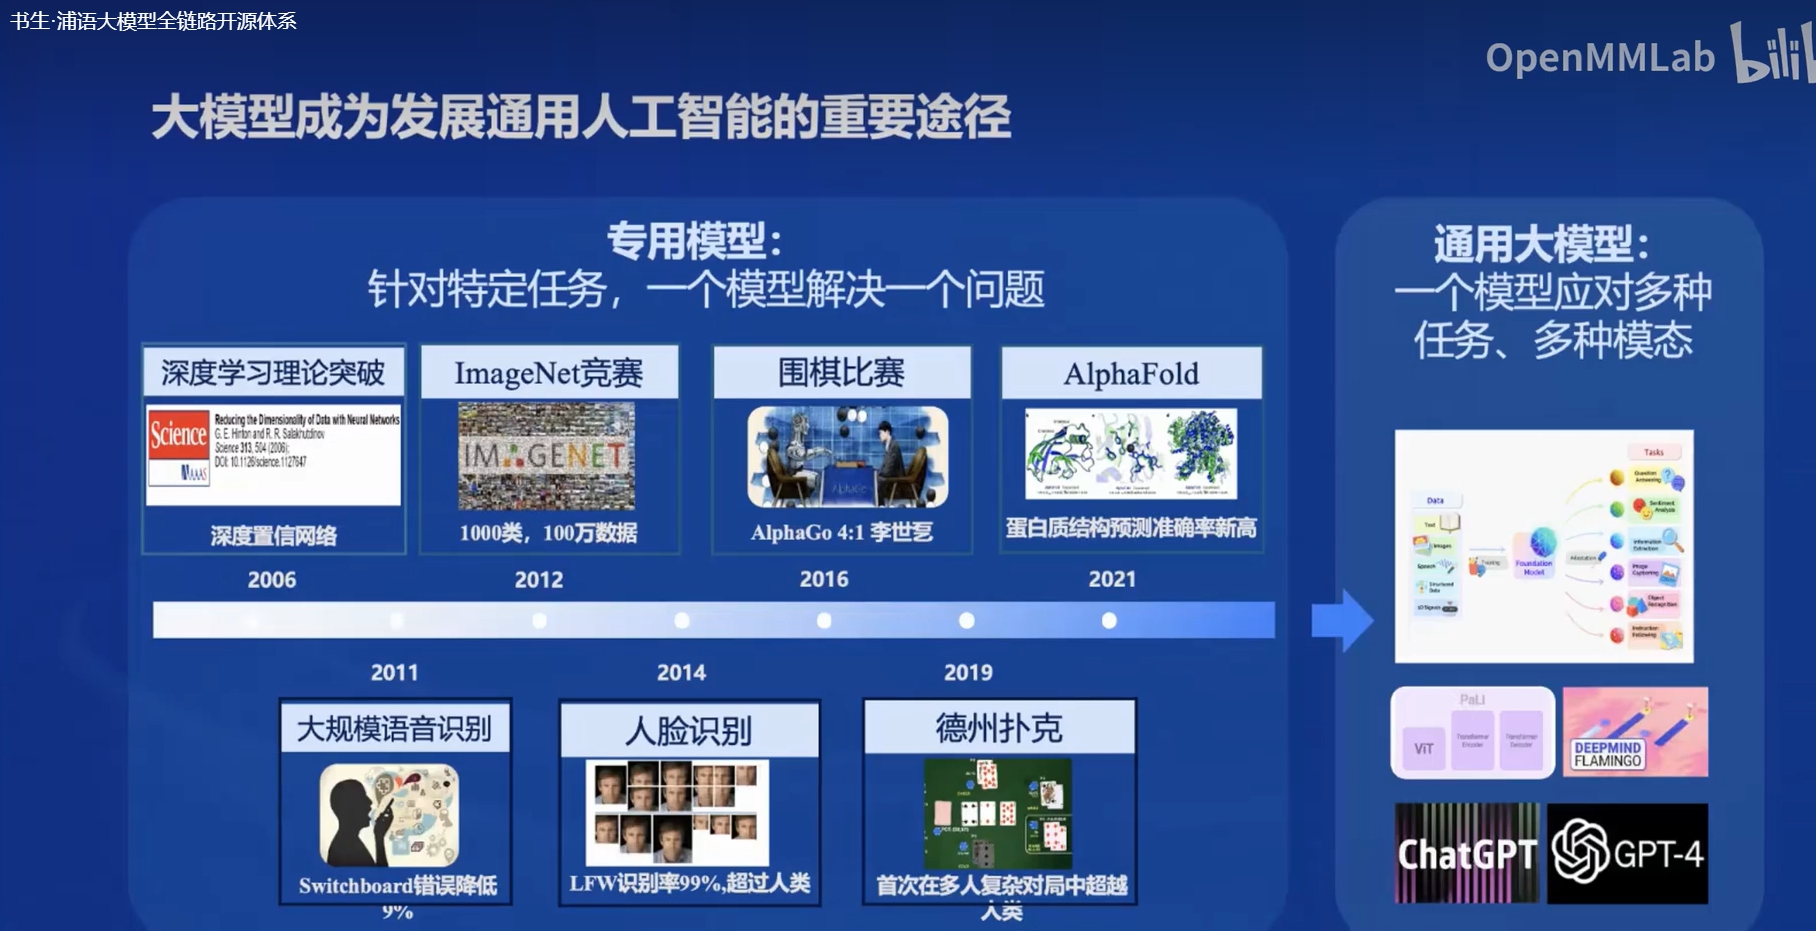 书生·浦语大模型全链路开源体系
OpenMMLab
大模型成为发展通用人工智能的重要途径
专用模型：
针对特定任务，一个模型解决一个问题
深度学习理论突破
Science
AAAS
Reducing the Dimensionality of Data with Neural Networks
G. E. Hinton and R. R. Salakhutdinov
Science 313, 504 (2006);
DOI: 10.1126/science.1127647
深度置信网络
2006
ImageNet竞赛
IMAGENET
1000类，100万数据
2012
围棋比赛
AlphaGo
AlphaGo 4:1 李世乭
2016
AlphaFold
蛋白质结构预测准确率新高
2021
2011
大规模语音识别
Switchboard错误降低
9%
2014
人脸识别
LFW识别率99%,超过人类
2019
德州扑克
首次在多人复杂对局中超越
人类
通用大模型：
一个模型应对多种
任务、多种模态
Data
Text
Images
Speech
Structured
Data
3D Signals
Training
Foundation
Model
Adaptation
Tasks
Question
Answering
Sentiment
Analysis
Information
Extraction
Image
Captioning
Object
Recognition
Instruction
Following
PaLi
ViT
Transformer
Encoder
Transformer
Decoder
DEEPMIND
FLAMINGO
ChatGPT
GPT-4